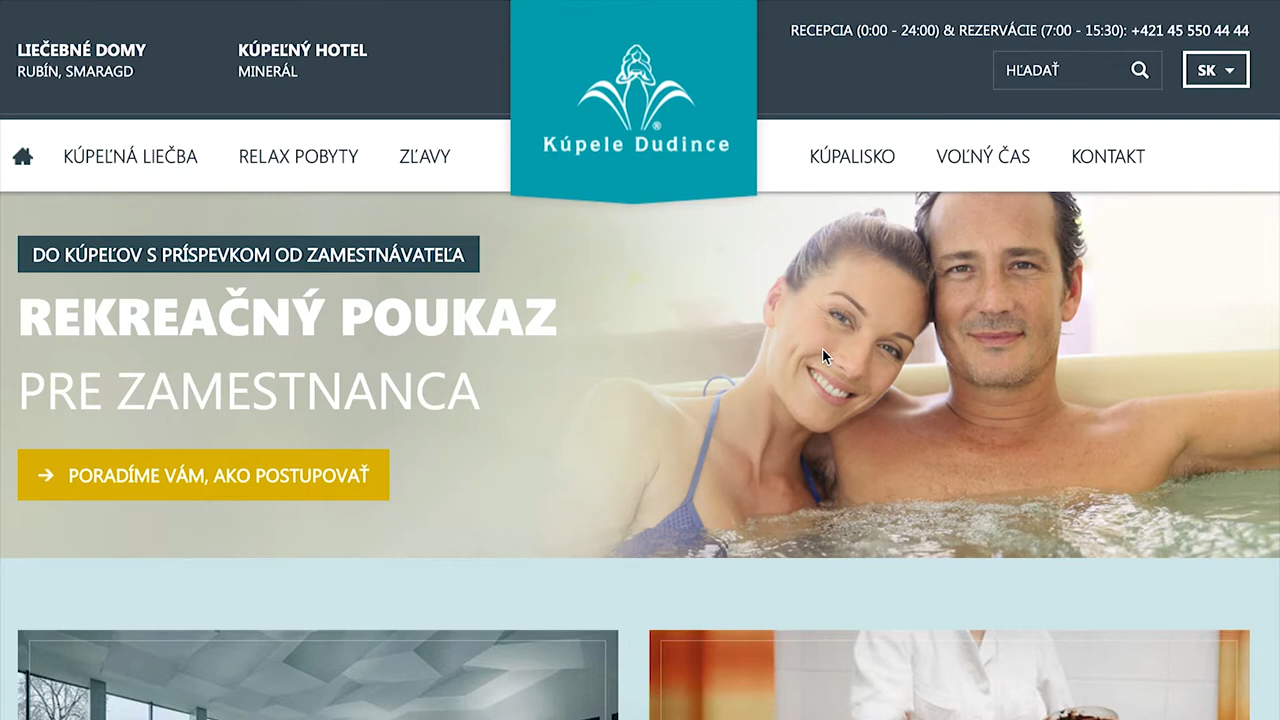 LIEČEBNÉ DOMY
RUBÍN, SMARAGD
KÚPEĽNÝ HOTEL
MINERÁL
Kúpele Dudince
®
RECEPCIA (0:00 - 24:00) & REZERVÁCIE (7:00 - 15:30): +421 45 550 44 44
HĽADAŤ
SK
KÚPEĽNÁ LIEČBA
RELAX POBYTY
ZĽAVY
KÚPALISKO
VOĽNÝ ČAS
KONTAKT
DO KÚPEĽOV S PRÍSPEVKOM OD ZAMESTNÁVATEĽA
REKREAČNÝ POUKAZ
PRE ZAMESTNANCA
PORADÍME VÁM, AKO POSTUPOVAŤ